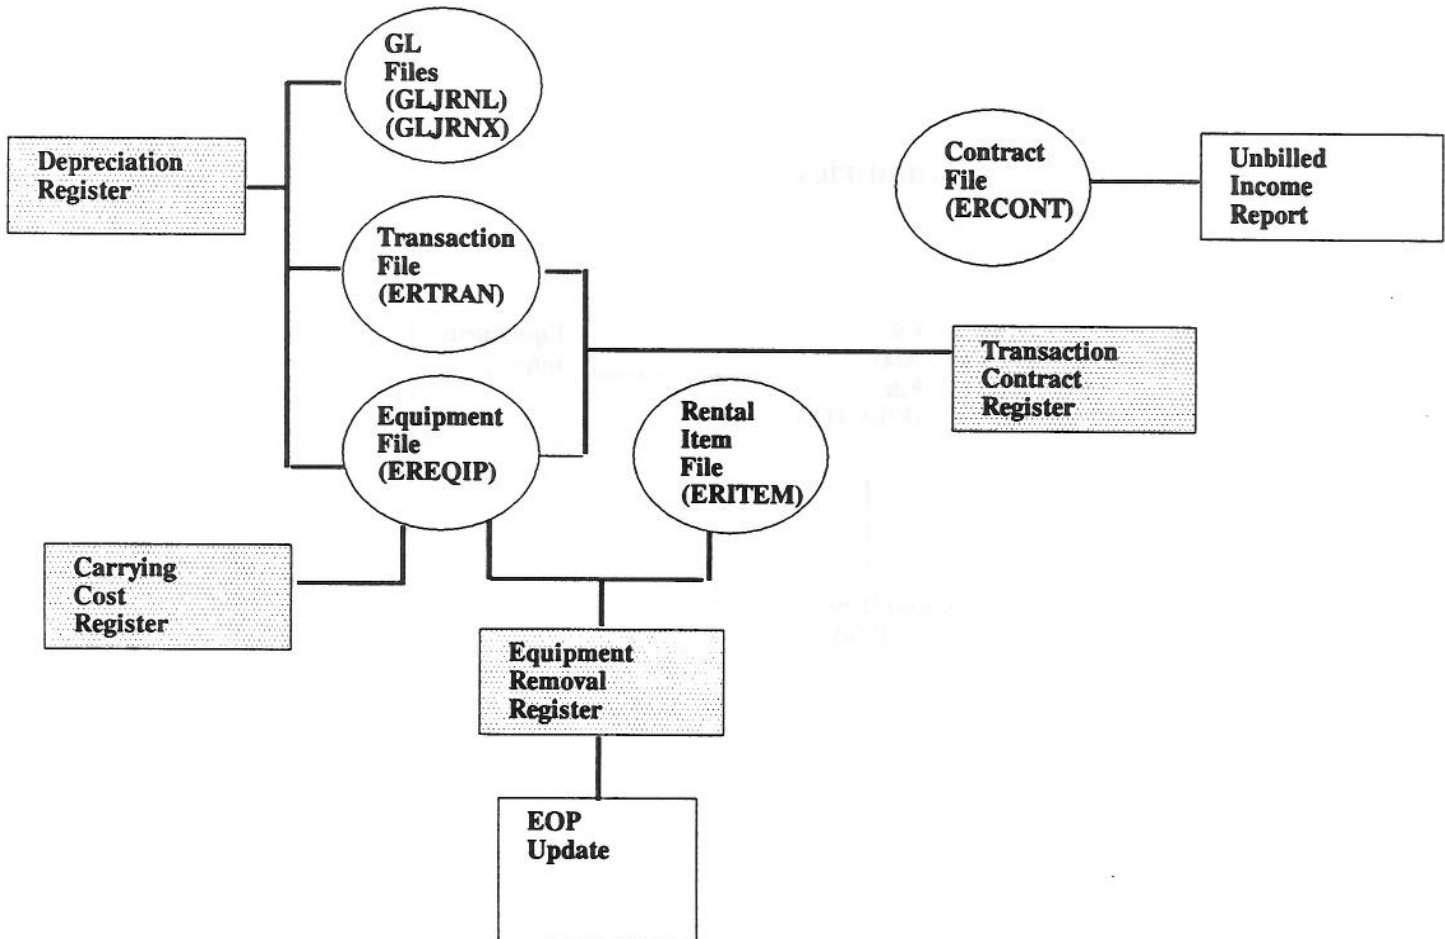 GL
Files
(GLJRNL)
(GLJRNX)
Depreciation
Register
Contract
File
(ERCONT)
Unbilled
Income
Report
Transaction
File
(ERTRAN)
Transaction
Contract
Register
Equipment
File
(EREQIP)
Rental
Item
File
(ERITEM)
Carrying
Cost
Register
Equipment
Removal
Register
EOP
Update